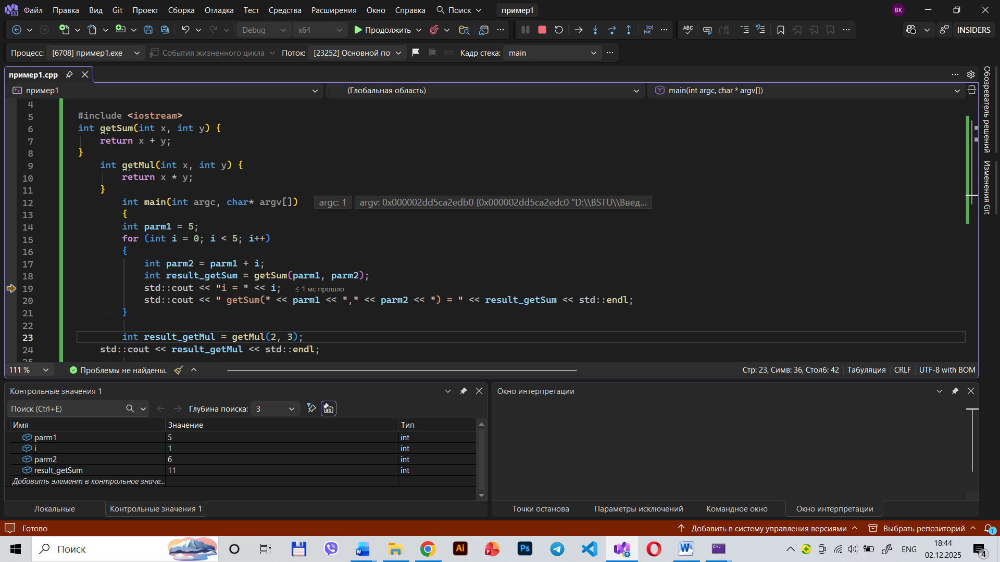 Файл Правка Вид Git Проект Сборка Отладка Тест Средства Расширения Окно Справка Поиск пример1 ВК
Debug x64 Продолжить INSIDERS
Процесс: [6708] пример1.exe События жизненного цикла Поток: [23252] Основной по Кадр стека: main
пример1.cpp
пример1 (Глобальная область) main(int argc, char * argv[])
4
5 #include <iostream>
6 int getSum(int x, int y) {
7 return x + y;
8 }
9 int getMul(int x, int y) {
10 return x * y;
11 }
12 int main(int argc, char* argv[]) argc: 1 argv: 0x000002dd5ca2edb0 {0x000002dd5ca2edc0 "D:\\BSTU\\Введ...
13 {
14 int parm1 = 5;
15 for (int i = 0; i < 5; i++)
16 {
17 int parm2 = parm1 + i;
18 int result_getSum = getSum(parm1, parm2);
19 std::cout << "i = " << i; ≤ 1 мс прошло
20 std::cout << " getSum(" << parm1 << "," << parm2 << ") = " << result_getSum << std::endl;
21 }
22
23 int result_getMul = getMul(2, 3);
24 std::cout << result_getMul << std::endl;
25
111 % Проблемы не найдены. Стр: 23, Симв: 36, Столб: 42 Табуляция CRLF UTF-8 with BOM
Обозреватель решений
Изменения Git
Контрольные значения 1
Поиск (Ctrl+E) Глубина поиска: 3
Имя Значение Тип
parm1 5 int
i 1 int
parm2 6 int
result_getSum 11 int
Добавить элемент в контрольное значе...
Локальные Контрольные значения 1
Окно интерпретации
Точки останова Параметры исключений Командное окно Окно интерпретации
Готово Добавить в систему управления версиями Выбрать репозиторий 1
Поиск ENG 18:44
02.12.2025 4